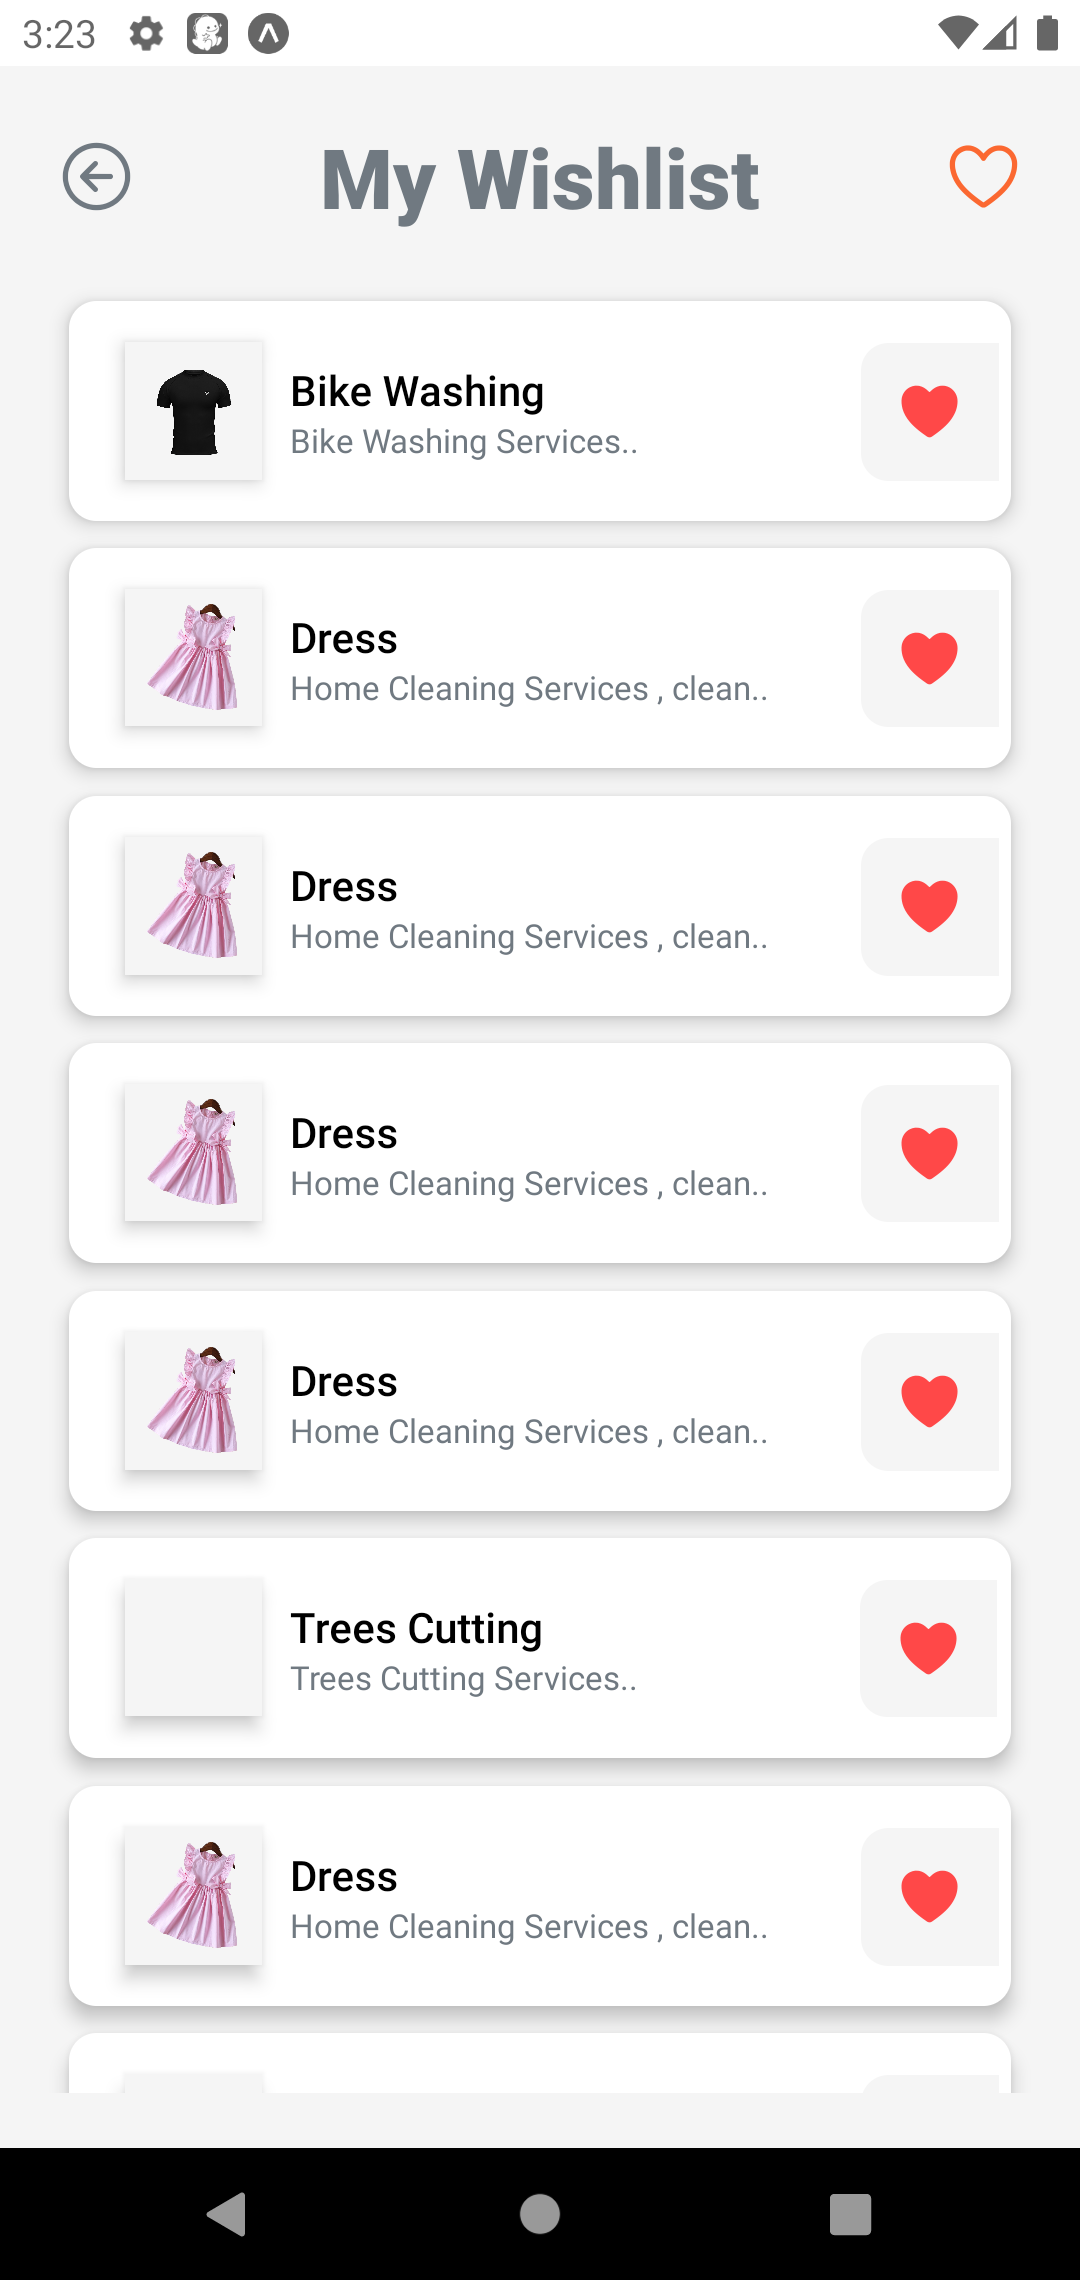 3:23
My Wishlist
Bike Washing
Bike Washing Services..
Dress
Home Cleaning Services , clean..
Dress
Home Cleaning Services , clean..
Dress
Home Cleaning Services , clean..
Dress
Home Cleaning Services , clean..
Trees Cutting
Trees Cutting Services..
Dress
Home Cleaning Services , clean..